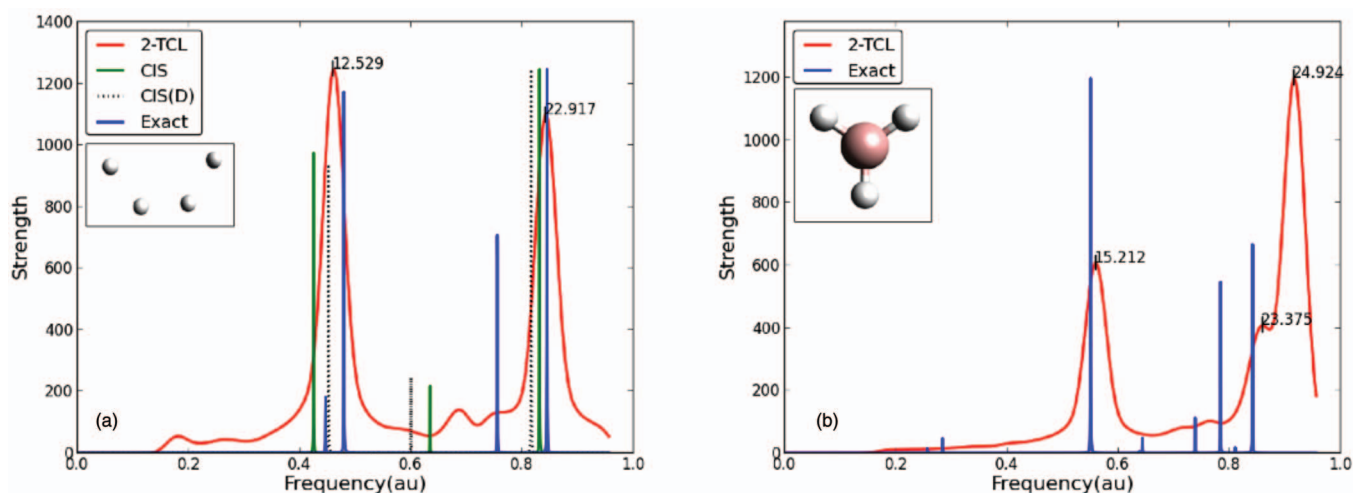 1400
1200
1000
800
600
400
200
0
Strength
2-TCL
CIS
CIS(D)
Exact
12.529
22.917
(a)
0.0 0.2 0.4 0.6 0.8 1.0
Frequency(au)
1200
1000
800
600
400
200
0
Strength
2-TCL
Exact
15.212
24.924
23.375
(b)
0.0 0.2 0.4 0.6 0.8 1.0
Frequency(au)